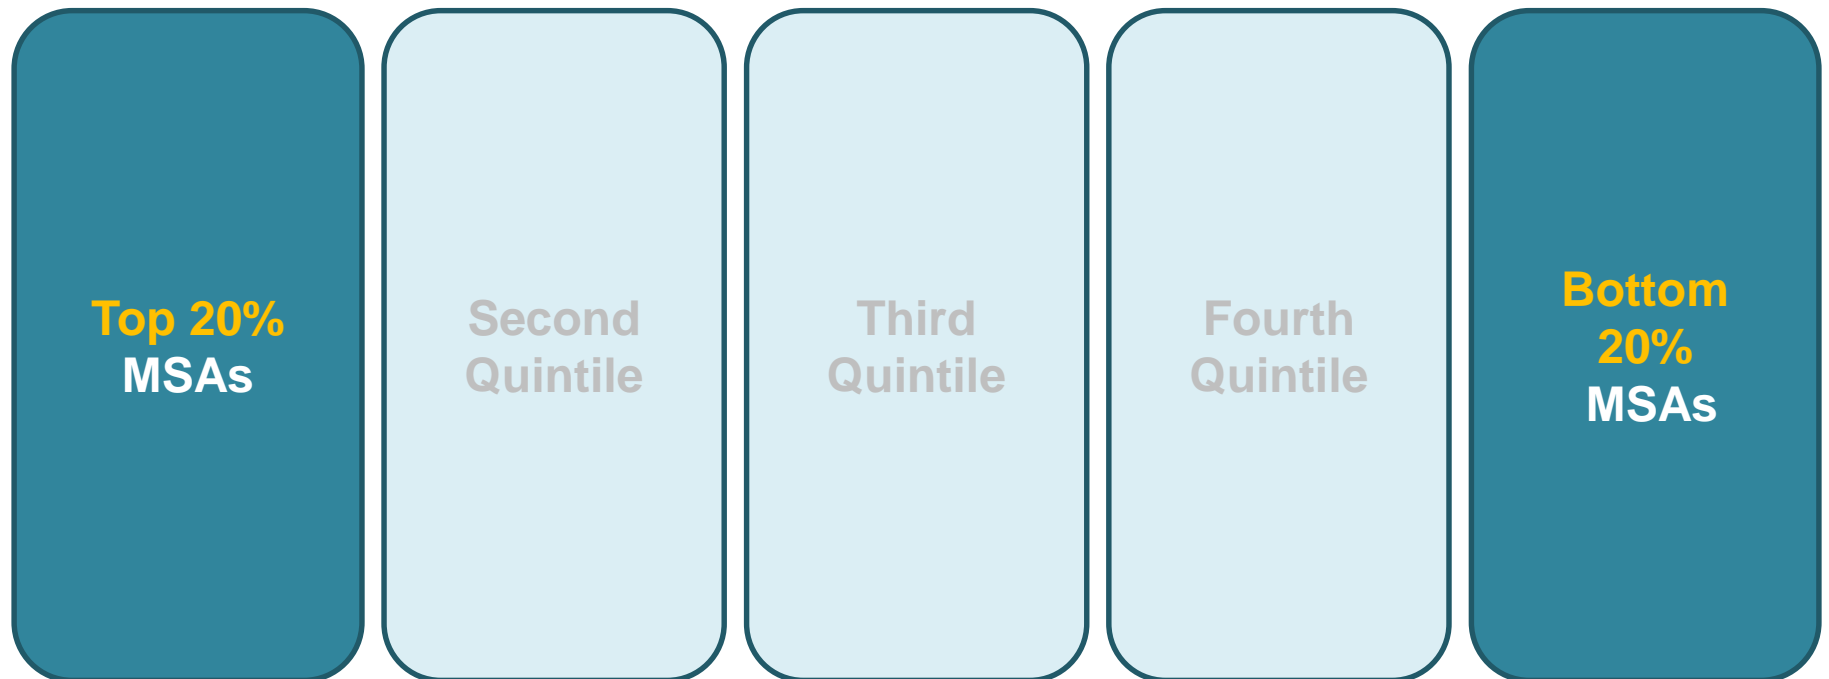 Top 20%
MSAs
Second
Quintile
Third
Quintile
Fourth
Quintile
Bottom
20%
MSAs